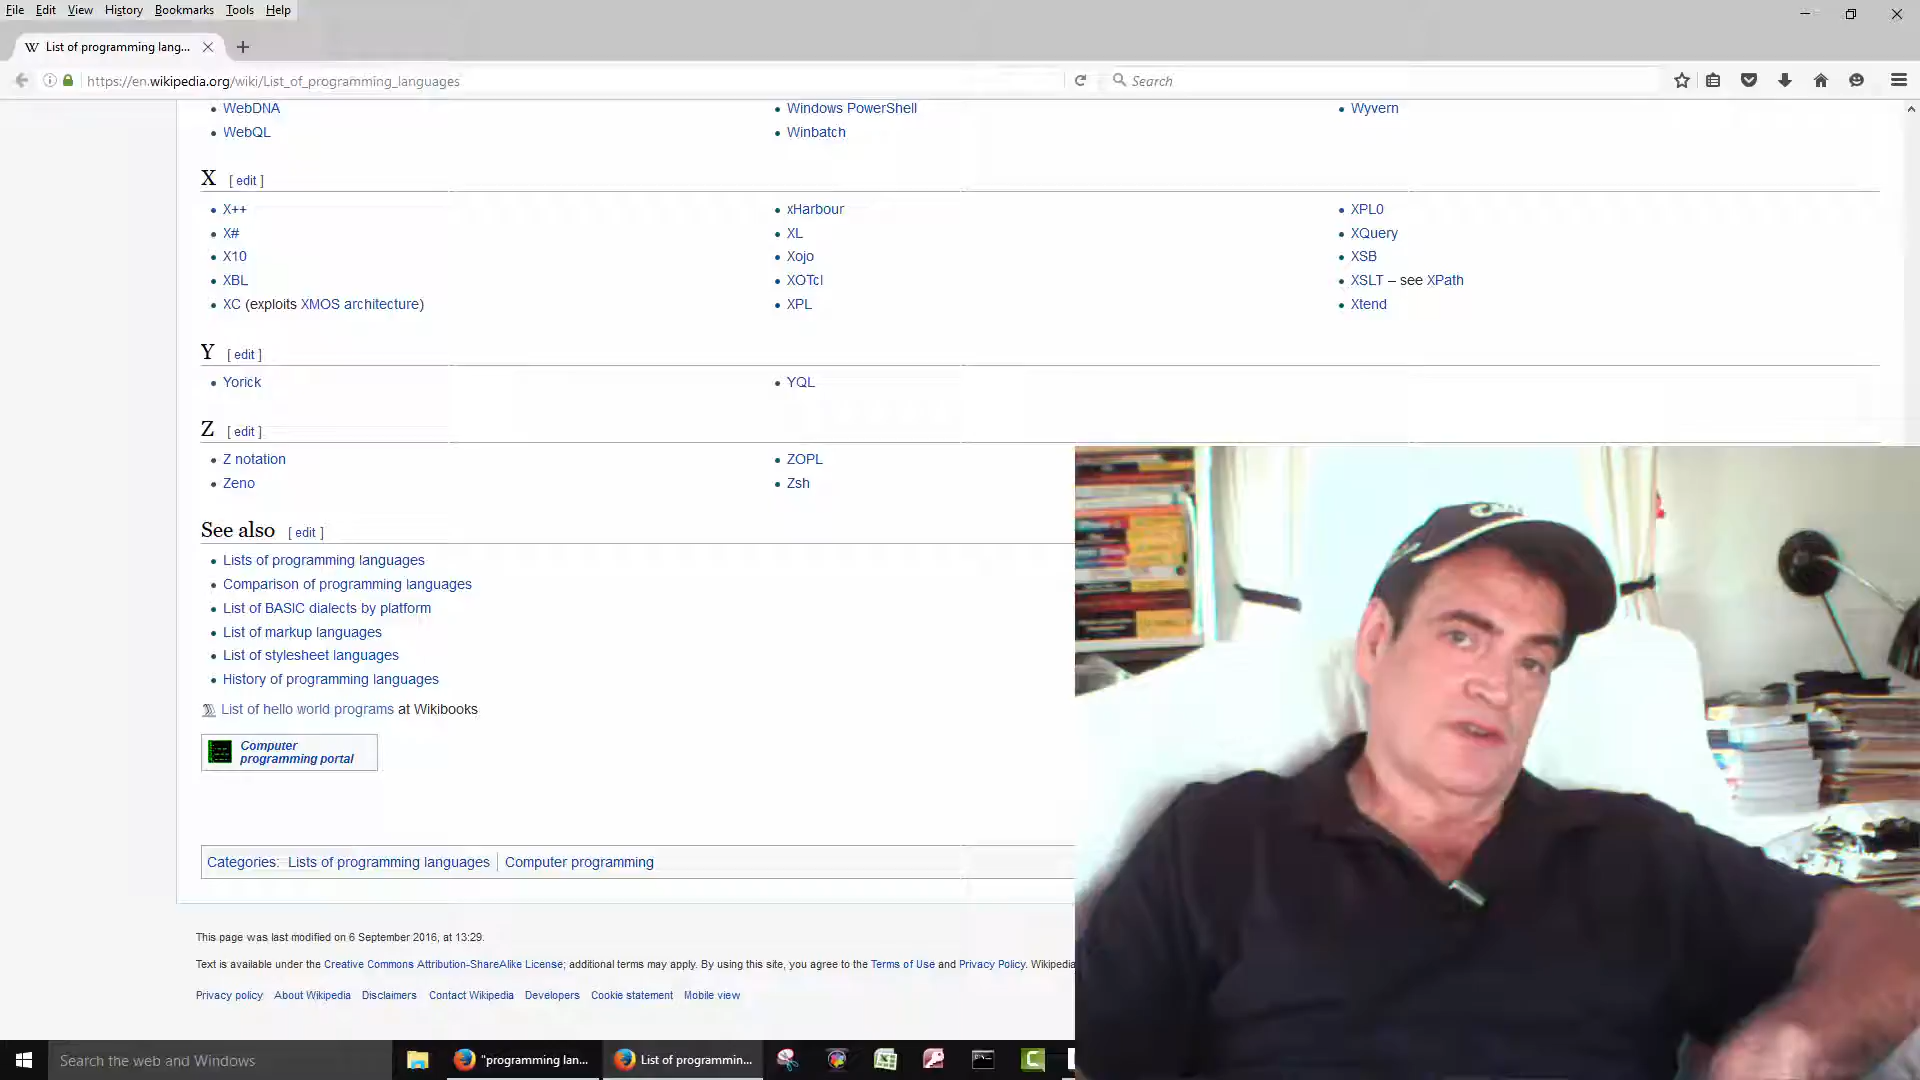 File Edit View History Bookmarks Tools Help
W List of programming lang...
https://en.wikipedia.org/wiki/List_of_programming_languages
Search
WebDNA Windows PowerShell Wyvern
WebQL Winbatch
X [ edit ]
X++ xHarbour XPL0
X# XL XQuery
X10 Xojo XSB
XBL XOTcl XSLT – see XPath
XC (exploits XMOS architecture) XPL Xtend
Y [ edit ]
Yorick YQL
Z [ edit ]
Z notation ZOPL
Zeno Zsh
See also [ edit ]
Lists of programming languages
Comparison of programming languages
List of BASIC dialects by platform
List of markup languages
List of stylesheet languages
History of programming languages
List of hello world programs at Wikibooks
Computer
programming portal
Categories: Lists of programming languages Computer programming
This page was last modified on 6 September 2016, at 13:29.
Text is available under the Creative Commons Attribution-ShareAlike License; additional terms may apply. By using this site, you agree to the Terms of Use and Privacy Policy. Wikipedia
Privacy policy About Wikipedia Disclaimers Contact Wikipedia Developers Cookie statement Mobile view
Search the web and Windows
"programming lan...
List of programmin...